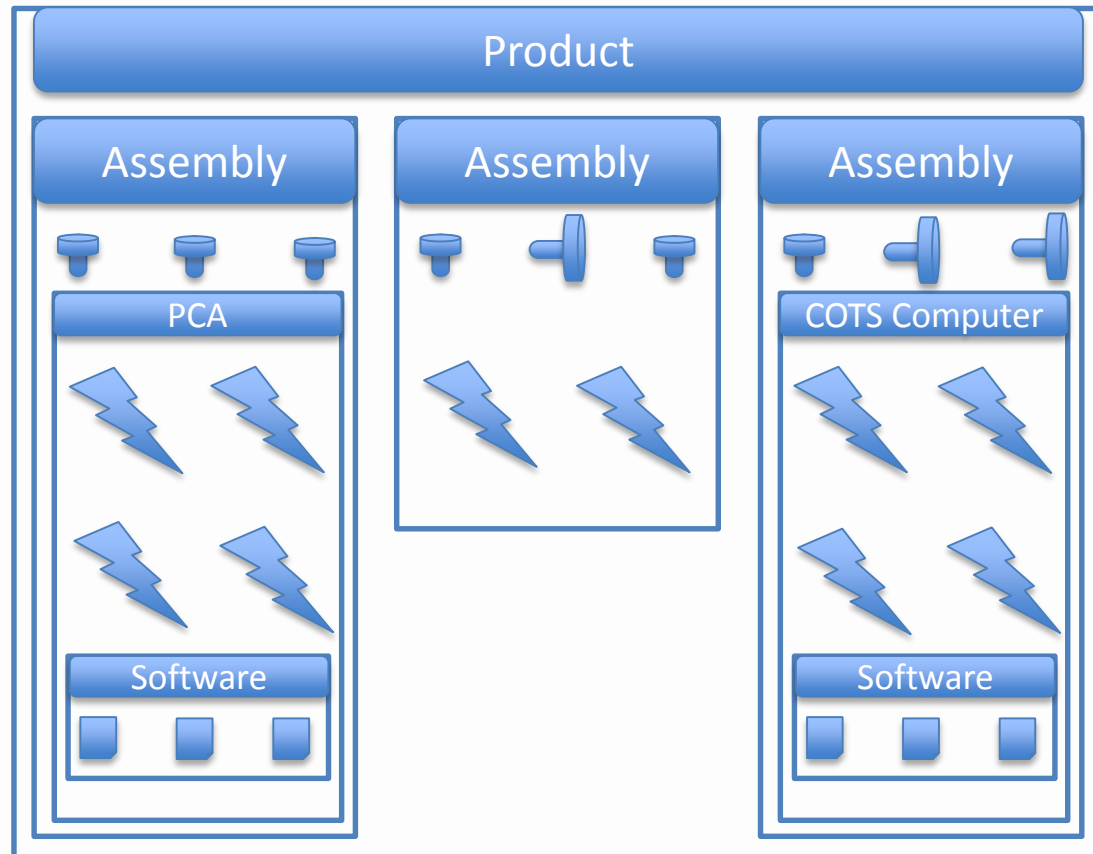 Product
Assembly
Assembly
Assembly
PCA
COTS Computer
Software
Software